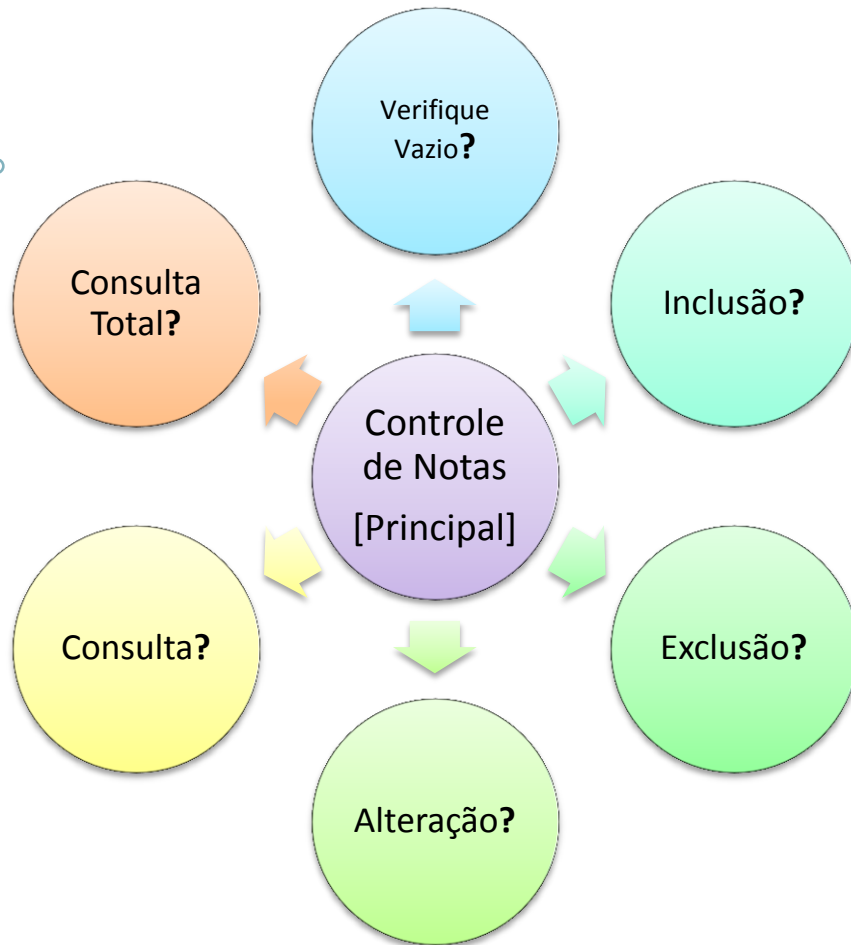 Verifique
Vazio?
Consulta
Total?
Inclusão?
Controle
de Notas
[Principal]
Consulta?
Exclusão?
Alteração?